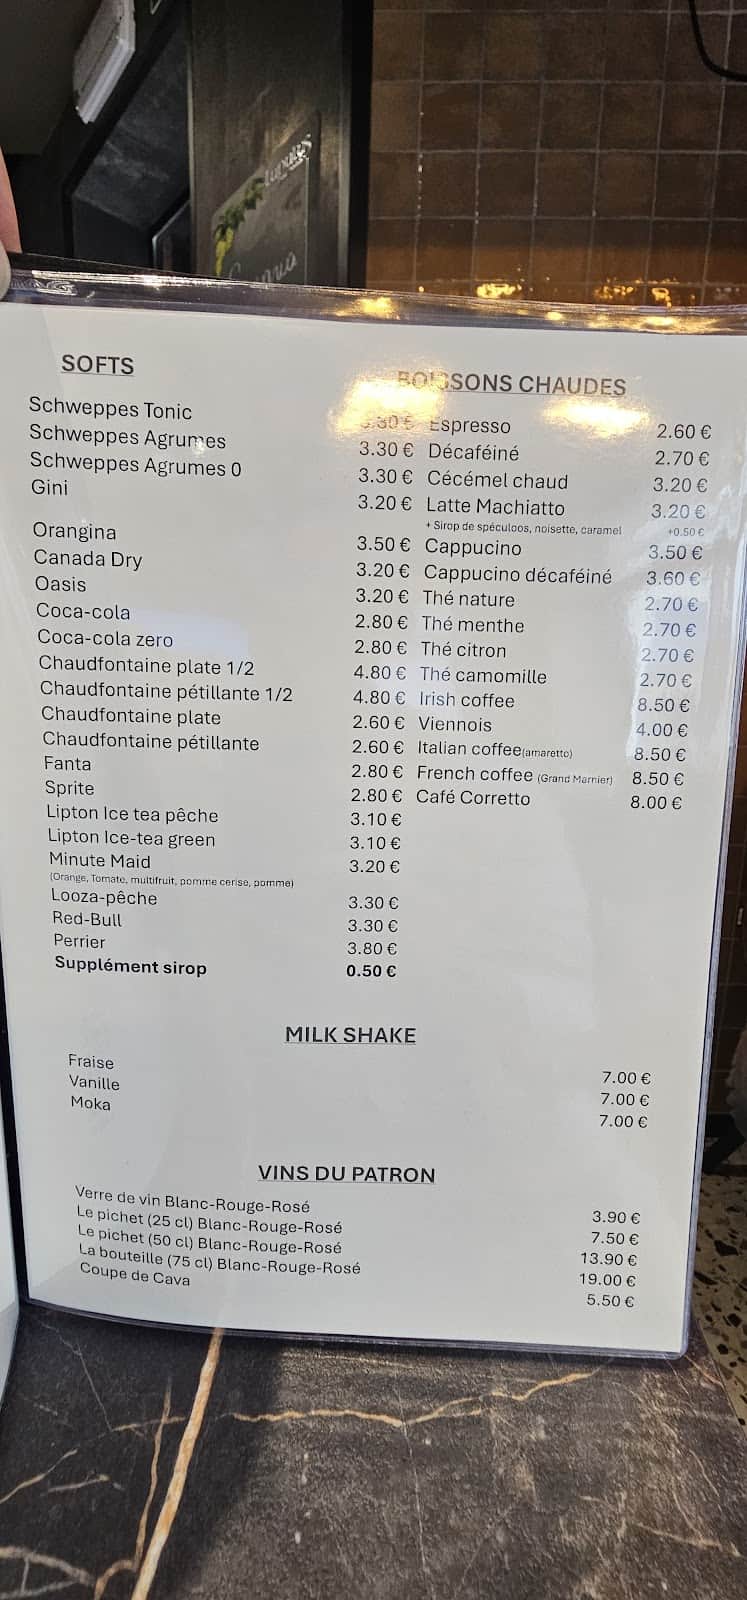 SOFTS
Schweppes Tonic 3.30 €
Schweppes Agrumes 3.30 €
Schweppes Agrumes 0 3.30 €
Gini 3.20 €
Orangina 3.50 €
Canada Dry 3.20 €
Oasis 3.20 €
Coca-cola 2.80 €
Coca-cola zero 2.80 €
Chaudfontaine plate 1/2 4.80 €
Chaudfontaine pétillante 1/2 4.80 €
Chaudfontaine plate 2.60 €
Chaudfontaine pétillante 2.60 €
Fanta 2.80 €
Sprite 2.80 €
Lipton Ice tea pêche 3.10 €
Lipton Ice-tea green 3.10 €
Minute Maid 3.20 €
(Orange, Tomate, multifruit, pomme cerise, pomme)
Looza-pêche 3.30 €
Red-Bull 3.30 €
Perrier 3.80 €
Supplément sirop 0.50 €
BOISSONS CHAUDES
Espresso 2.60 €
Décaféiné 2.70 €
Cécémel chaud 3.20 €
Latte Machiatto 3.20 €
+ Sirop de spéculoos, noisette, caramel +0.50 €
Cappucino 3.50 €
Cappucino décaféiné 3.60 €
Thé nature 2.70 €
Thé menthe 2.70 €
Thé citron 2.70 €
Thé camomille 2.70 €
Irish coffee 8.50 €
Viennois 4.00 €
Italian coffee(amaretto) 8.50 €
French coffee (Grand Marnier) 8.50 €
Café Corretto 8.00 €
MILK SHAKE
Fraise 7.00 €
Vanille 7.00 €
Moka 7.00 €
VINS DU PATRON
Verre de vin Blanc-Rouge-Rosé 3.90 €
Le pichet (25 cl) Blanc-Rouge-Rosé 7.50 €
Le pichet (50 cl) Blanc-Rouge-Rosé 13.90 €
La bouteille (75 cl) Blanc-Rouge-Rosé 19.00 €
Coupe de Cava 5.50 €